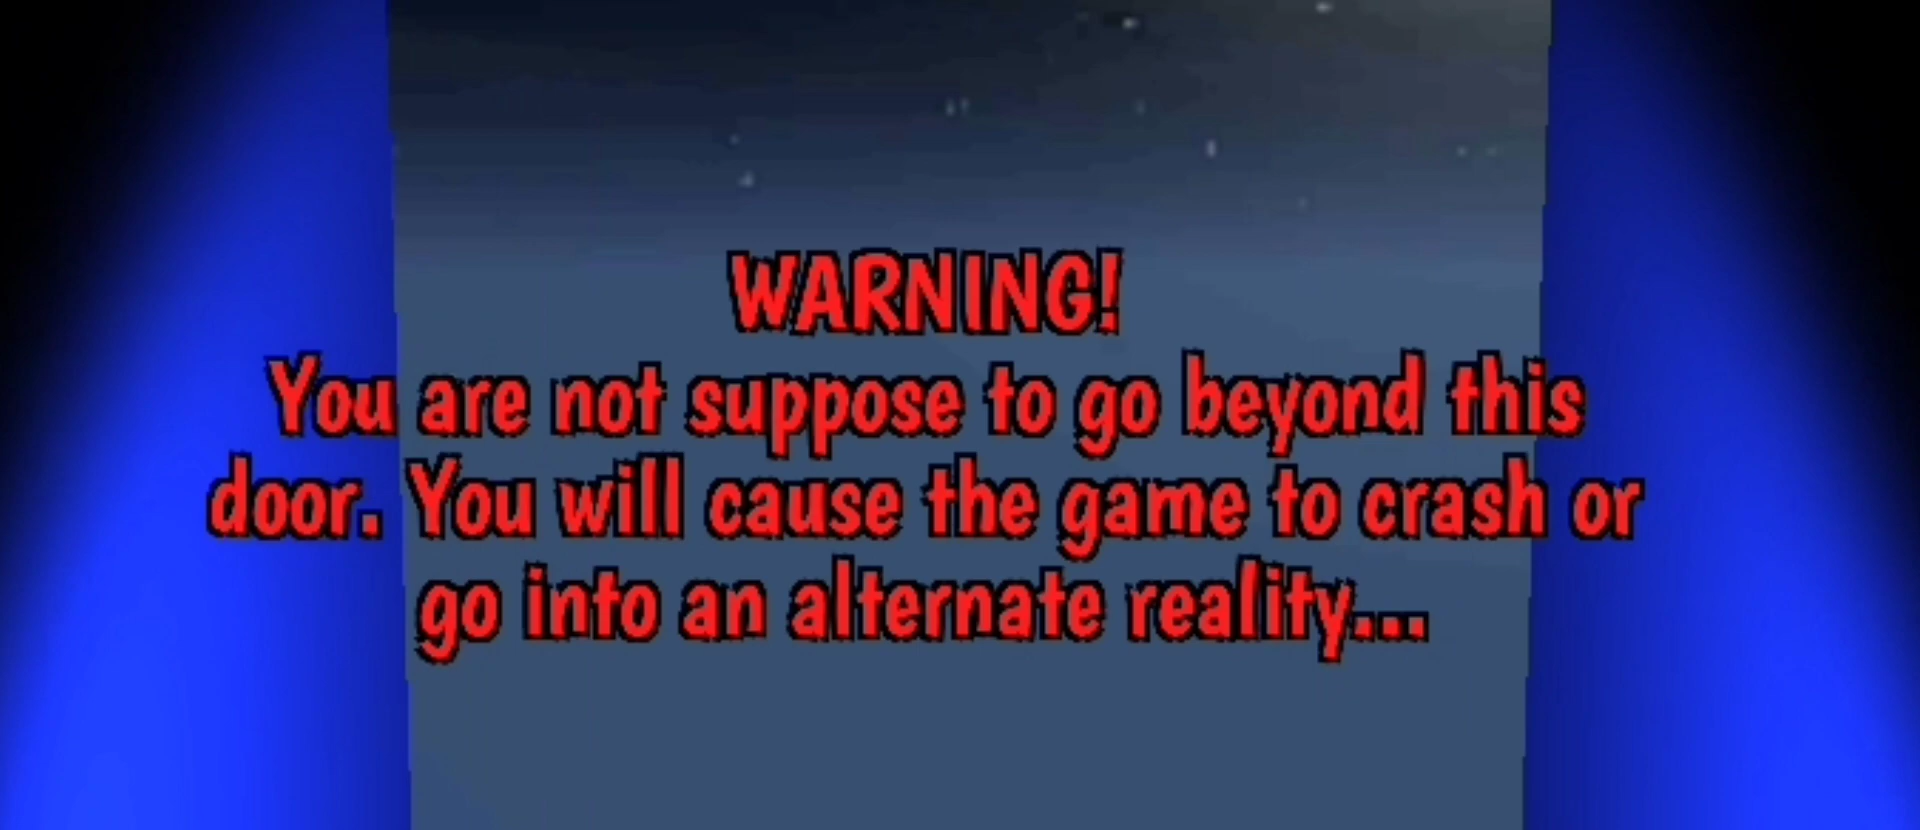 WARNING!
You are not suppose to go beyond this
door. You will cause the game to crash or
go into an alternate reality...